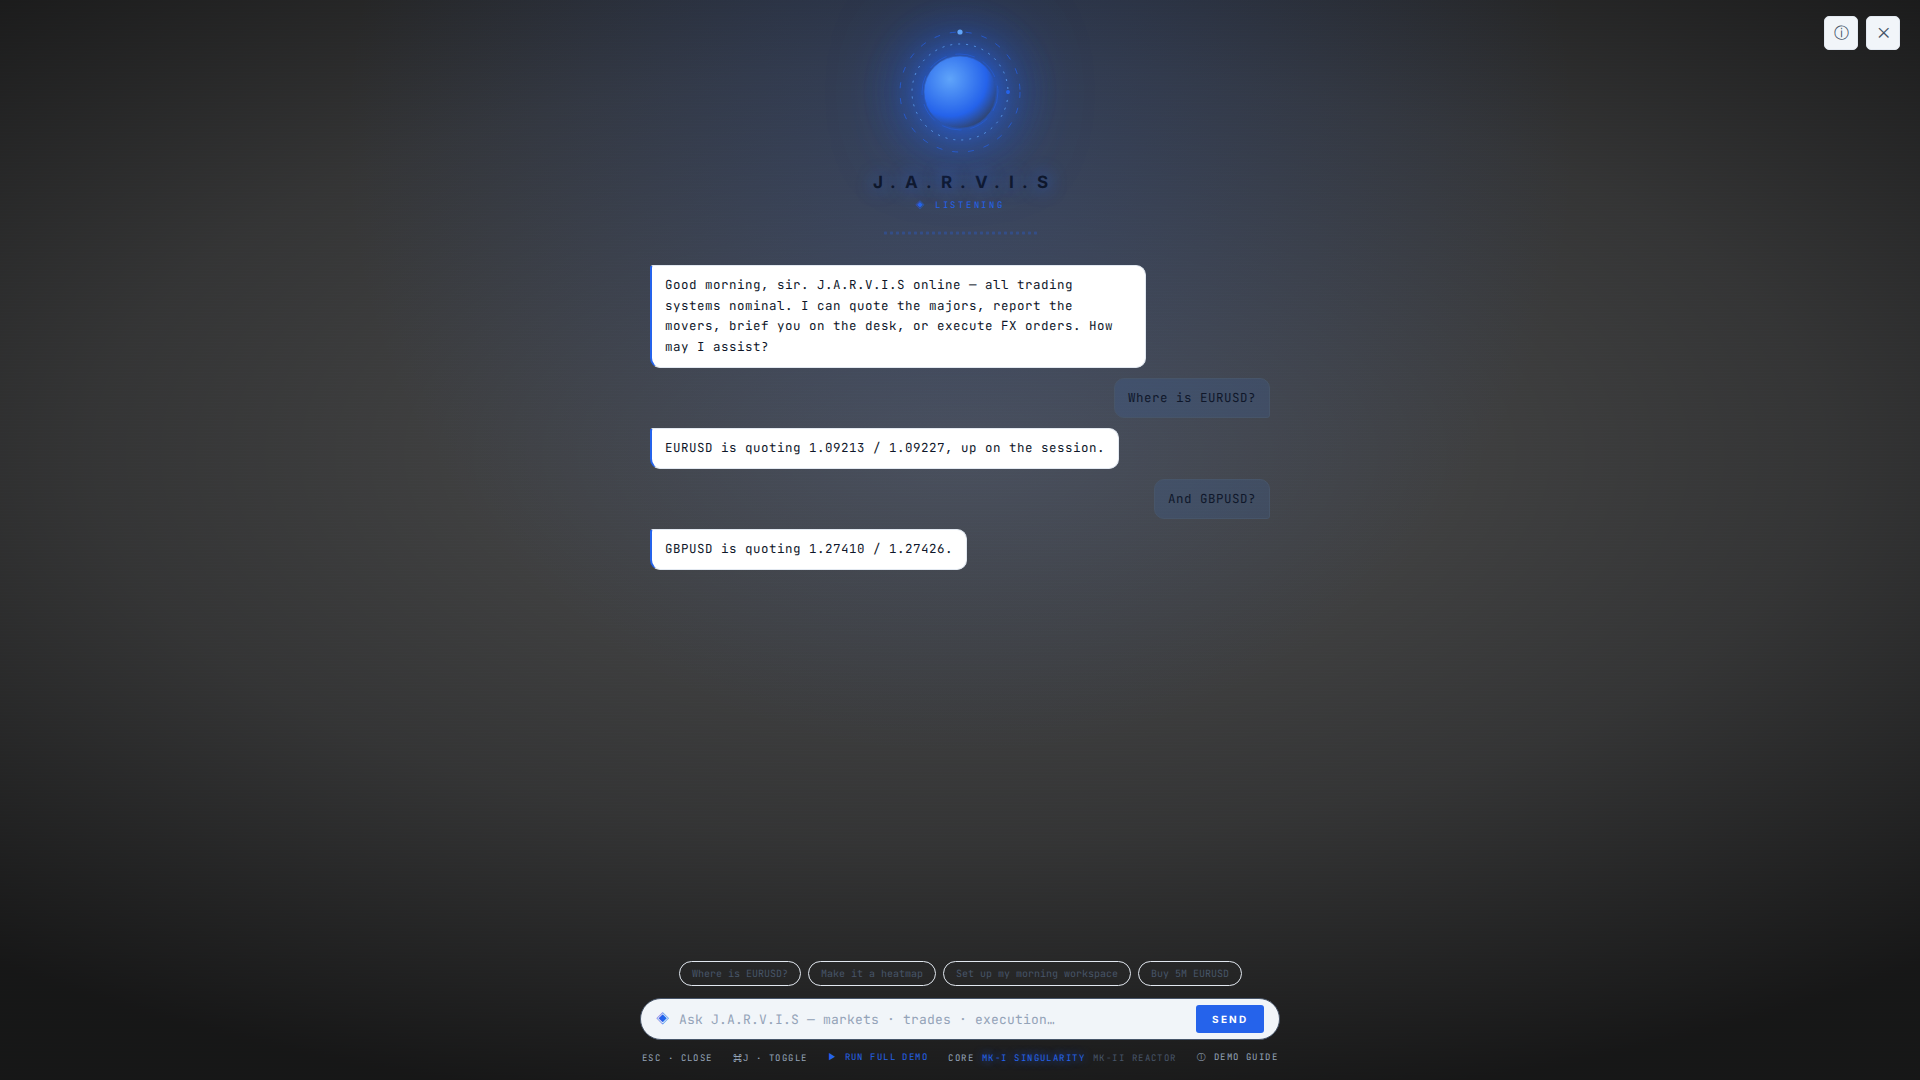 J.A.R.V.I.S
◈ LISTENING
Good morning, sir. J.A.R.V.I.S online — all trading
systems nominal. I can quote the majors, report the
movers, brief you on the desk, or execute FX orders. How
may I assist?
Where is EURUSD?
EURUSD is quoting 1.09213 / 1.09227, up on the session.
And GBPUSD?
GBPUSD is quoting 1.27410 / 1.27426.
Where is EURUSD? Make it a heatmap Set up my morning workspace Buy 5M EURUSD
◈ Ask J.A.R.V.I.S — markets · trades · execution… SEND
ESC · CLOSE ⌘J · TOGGLE ▶ RUN FULL DEMO CORE MK-I SINGULARITY MK-II REACTOR ⓘ DEMO GUIDE